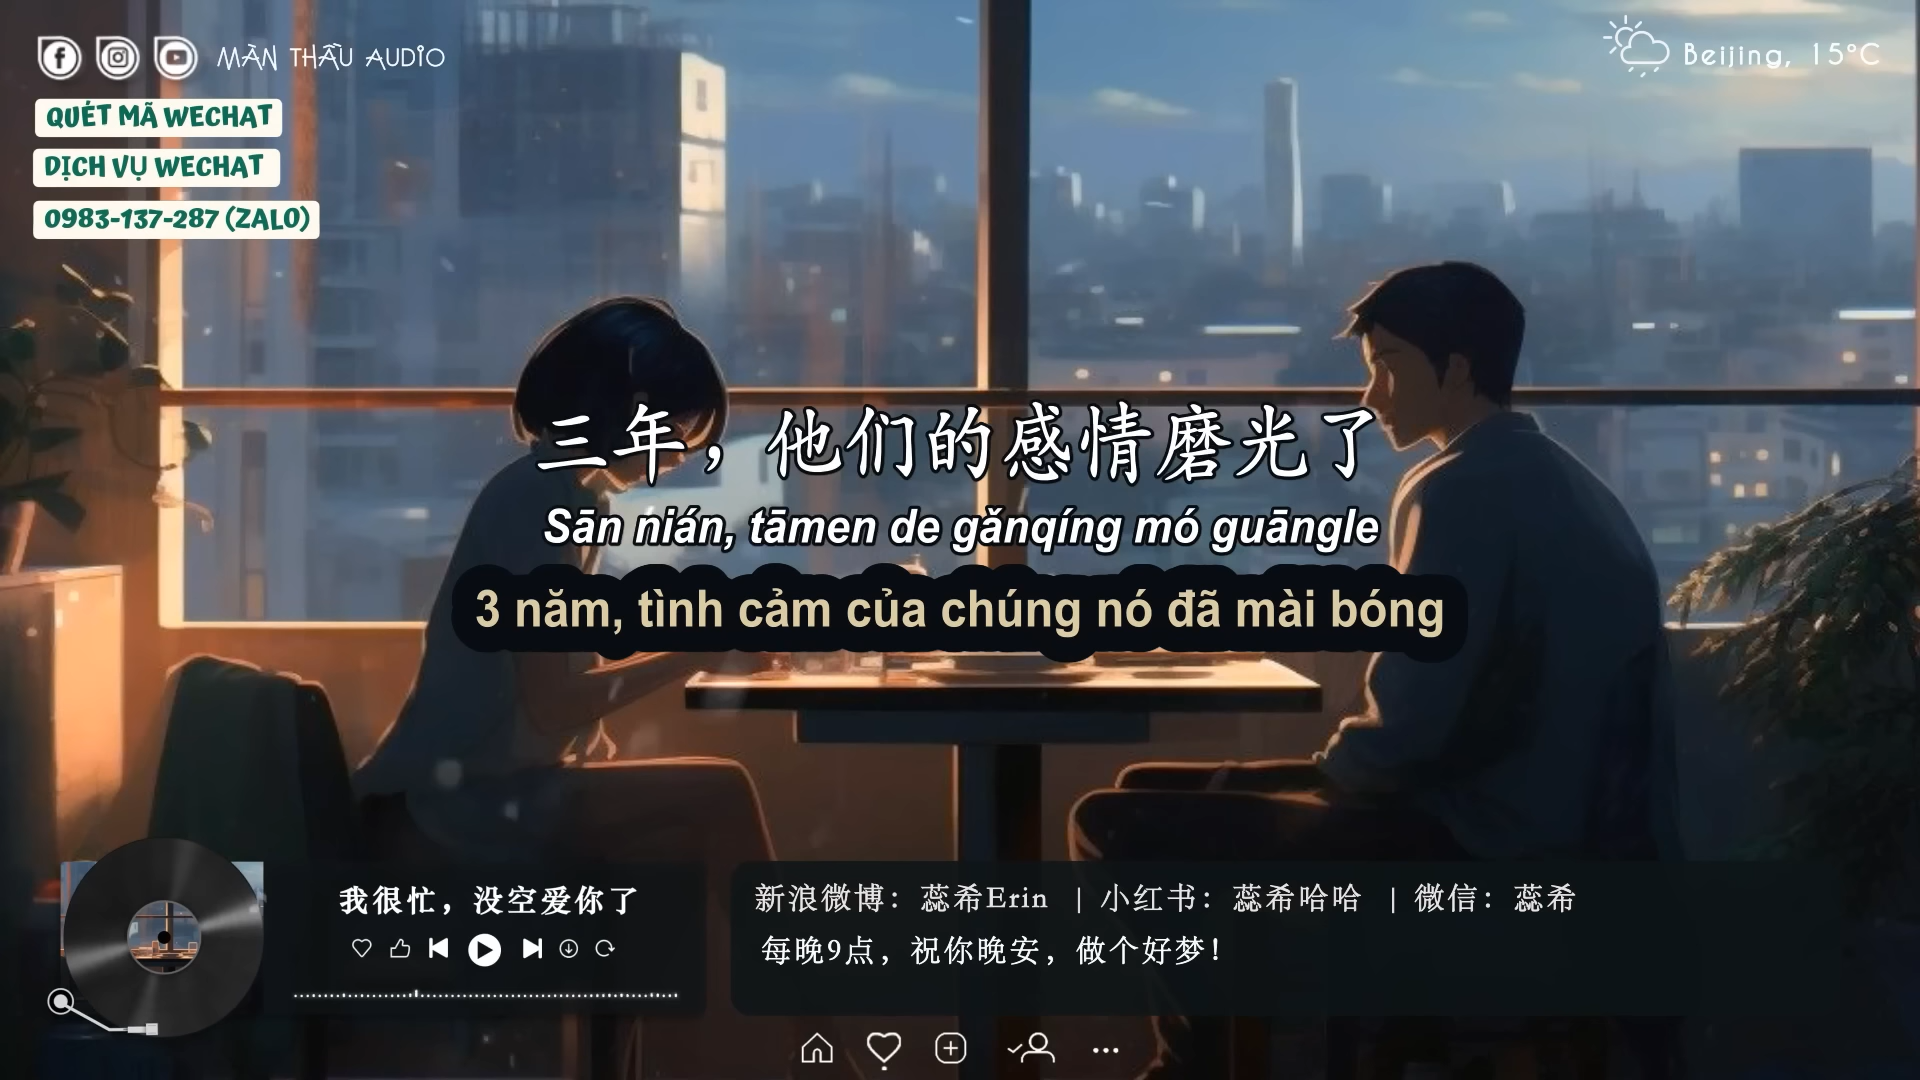 MÀN THẦU AUDIO
Beijing, 15°C
QUÉT MÃ WECHAT
DỊCH VỤ WECHAT
0983-137-287 (ZALO)
三年，他们的感情磨光了
Sān nián, tāmen de gǎnqíng mó guāngle
3 năm, tình cảm của chúng nó đã mài bóng
我很忙，没空爱你了
新浪微博：蕊希Erin | 小红书：蕊希哈哈 | 微信：蕊希
每晚9点，祝你晚安，做个好梦！